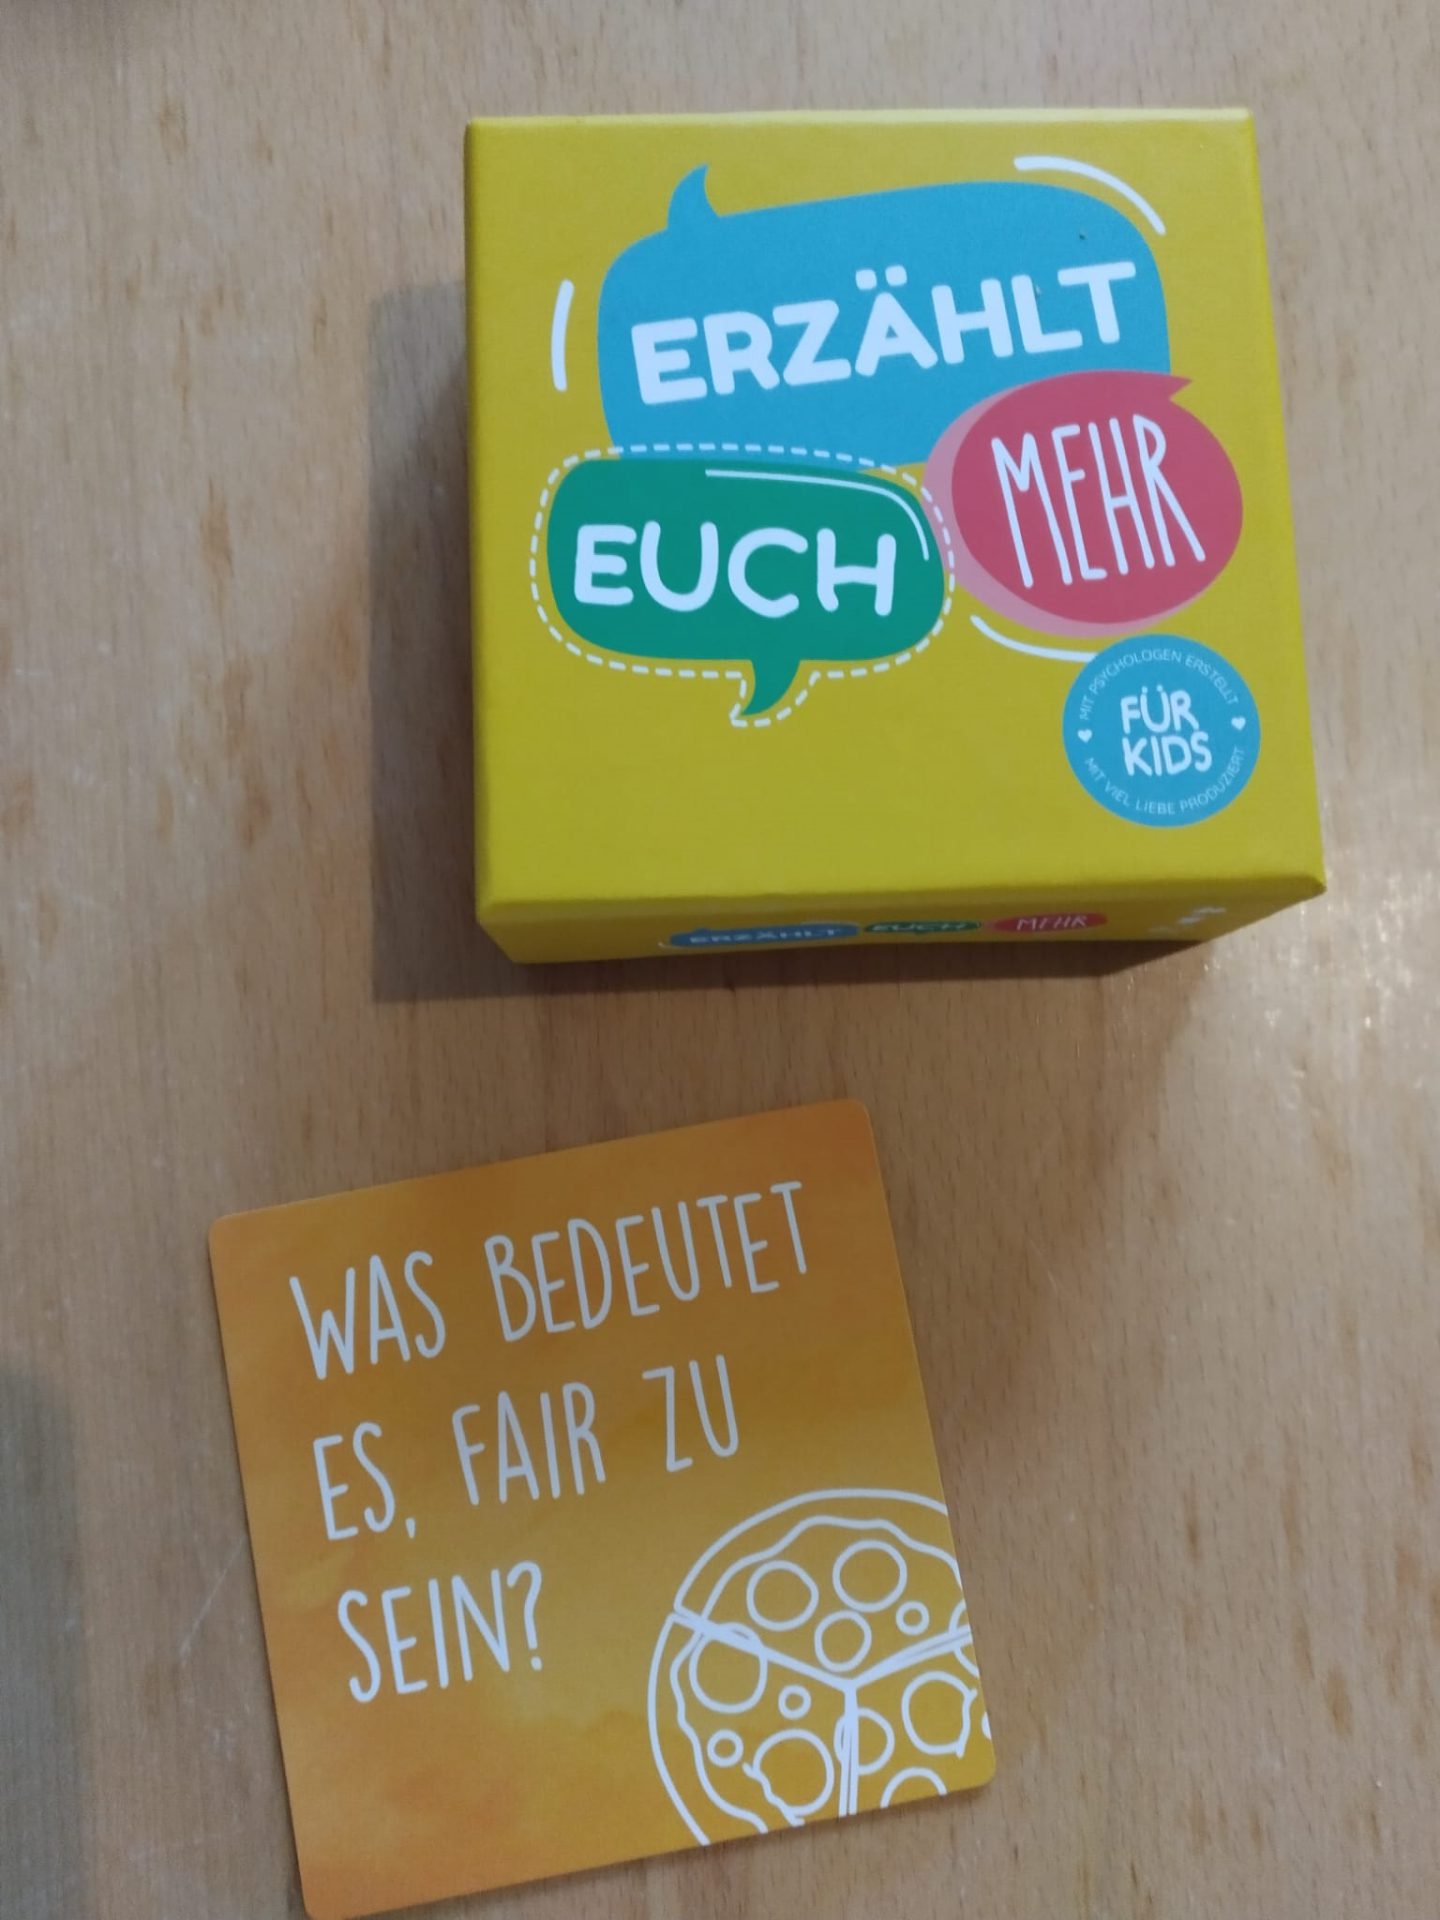 ERZÄHLT
EUCH
MEHR
MIT PSYCHOLOGEN ERSTELLT
FÜR
KIDS
MIT VIEL LIEBE PRODUZIERT
ERZÄHLT EUCH MEHR
WAS BEDEUTET
ES, FAIR ZU
SEIN?